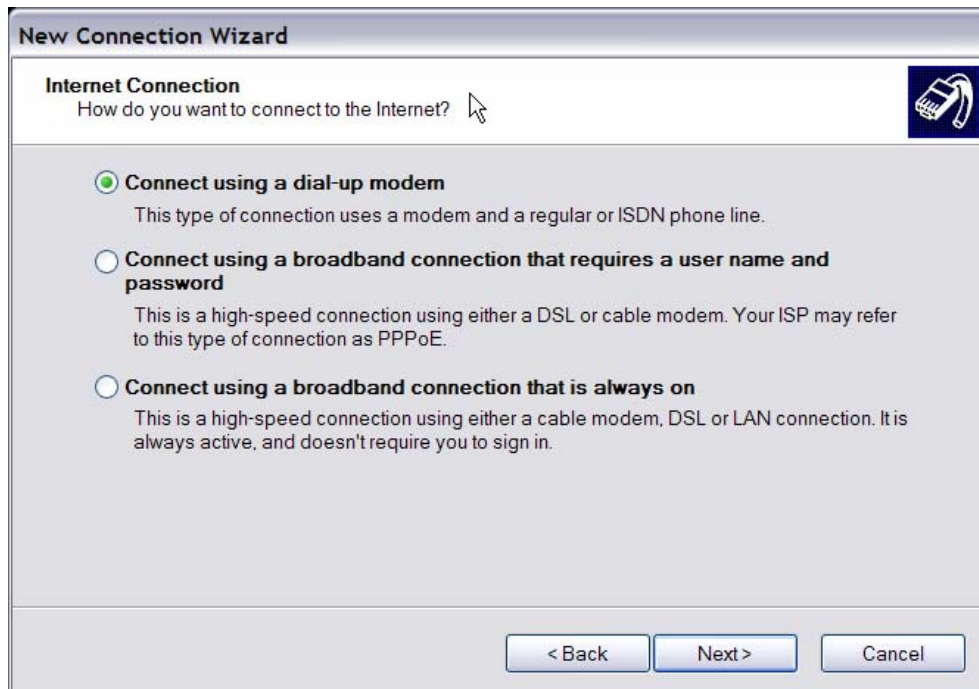 New Connection Wizard
Internet Connection
How do you want to connect to the Internet?
Connect using a dial-up modem
This type of connection uses a modem and a regular or ISDN phone line.
Connect using a broadband connection that requires a user name and
password
This is a high-speed connection using either a DSL or cable modem. Your ISP may refer
to this type of connection as PPPoE.
Connect using a broadband connection that is always on
This is a high-speed connection using either a cable modem, DSL or LAN connection. It is
always active, and doesn't require you to sign in.
< Back
Next >
Cancel